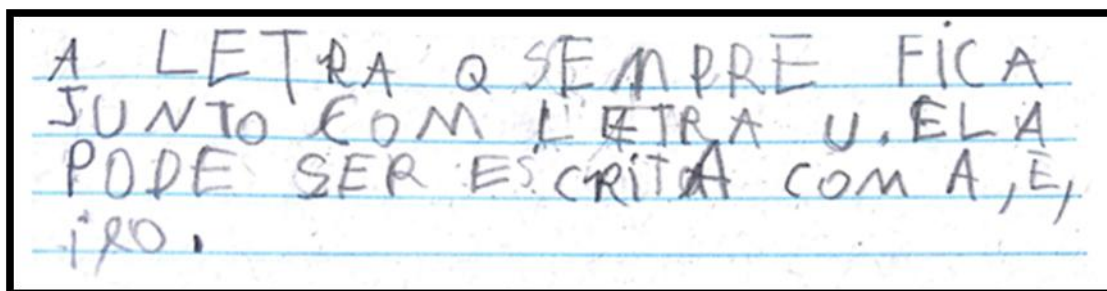 A LETRA Q SEMPRE FICA
JUNTO COM LETRA U. ELA
PODE SER ESCRITA COM A, E,
i e O.